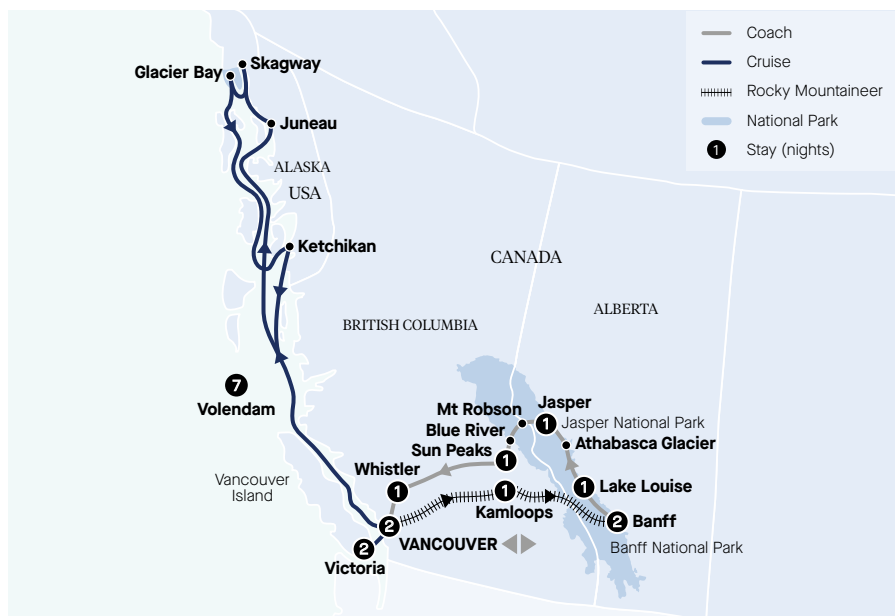 Coach
Cruise
Rocky Mountaineer
National Park
1 Stay (nights)
Skagway
Glacier Bay
Juneau
ALASKA
USA
Ketchikan
CANADA
ALBERTA
BRITISH COLUMBIA
7
Volendam
Mt Robson
Jasper
1
Jasper National Park
Blue River
Athabasca Glacier
Sun Peaks
1
Whistler
1
Vancouver
Island
1
Kamloops
1 Lake Louise
2
VANCOUVER
2 Banff
Banff National Park
2
Victoria